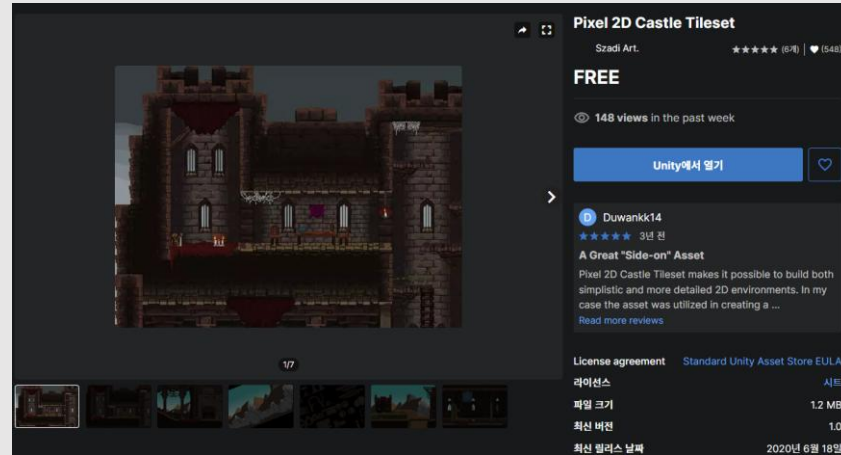 Pixel 2D Castle Tileset
Szadi Art.
★★★★★ (6개) | ♥ (548)
FREE
148 views in the past week
Unity에서 열기
D Duwankk14
★★★★★ 3년 전
A Great "Side-on" Asset
Pixel 2D Castle Tileset makes it possible to build both
simplistic and more detailed 2D environments. In my
case the asset was utilized in creating a ...
Read more reviews
1/7
License agreement Standard Unity Asset Store EULA
라이선스 시트
파일 크기 1.2 MB
최신 버전 1.0
최신 릴리스 날짜 2020년 6월 18일